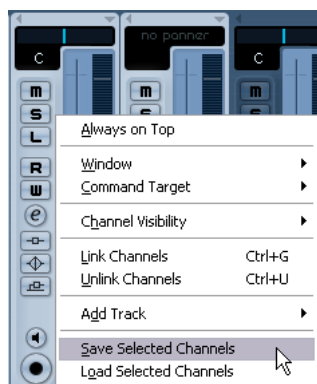 no panner
C
C
m
m
m
S
S
S
L
R
W
e
Always on Top
Window
Command Target
Channel Visibility
Link Channels Ctrl+G
Unlink Channels Ctrl+U
Add Track
Save Selected Channels
Load Selected Channels